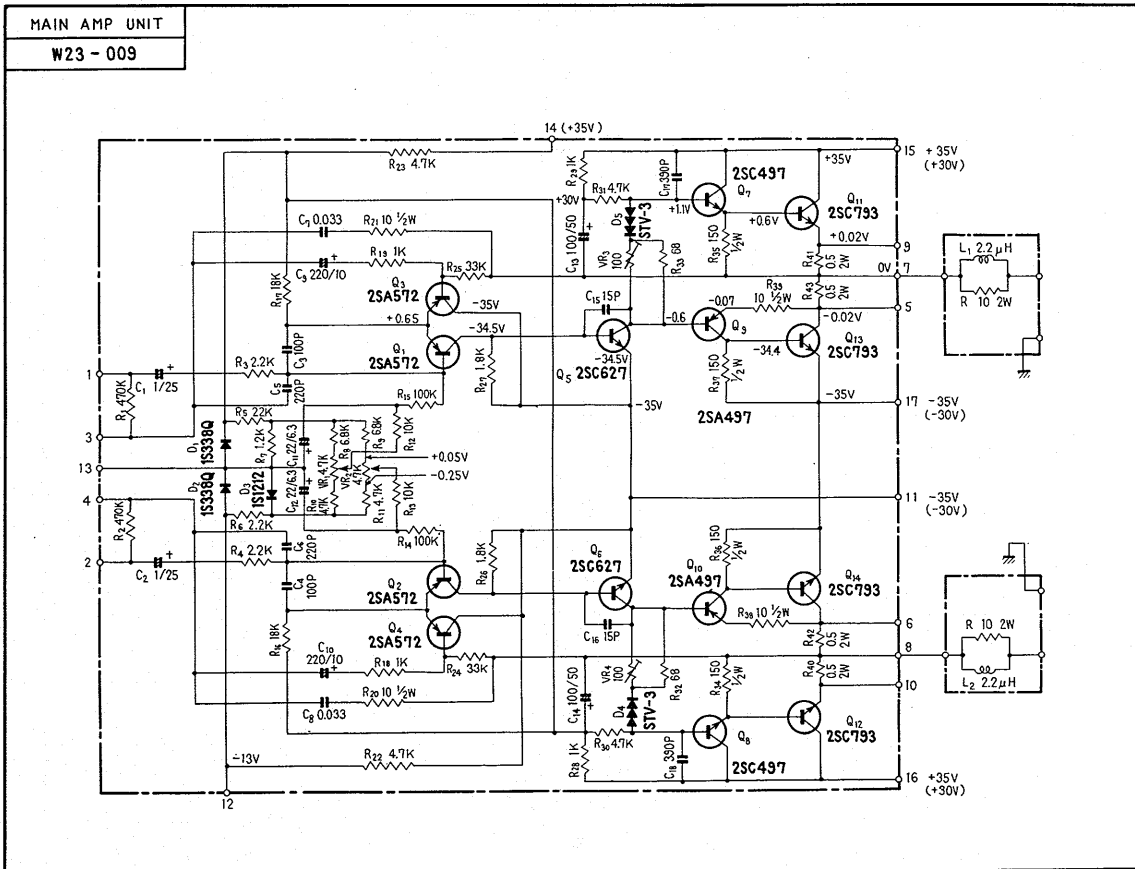 MAIN AMP UNIT
W23 - 009
14 (+35V)
R23 4.7K
15 +35V
(+30V)
R29 1K
R31 4.7K
C17 390P
2SC497
Q7
+35V
Q11
2SC793
+30V
+1.1V
+0.6V
C7 0.033
R21 10 ½W
C9 220/10
R19 1K
R25 33K
C13 100/50
D5
STV-3
VR3
100
R33 68
R35 150
½W
+0.02V
9
R41
0.5
2W
0V 7
R43
0.5
2W
L1 2.2μH
R 10 2W
R17 18K
Q3
2SA572
-35V
C15 15P
-0.6
-0.07
R39
10 ½W
Q9
5
-0.02V
Q13
2SC793
+0.65
-34.5V
Q1
2SA572
C3 100P
-34.5V
Q5
2SC627
-34.4
R37 150
½W
1
C1 1/25
R1 470K
R3 2.2K
C5
220P
R27 1.8K
R15 100K
-35V
2SA497
-35V
17 -35V
(-30V)
3
R5 22K
D1
1S338Q
R7 1.2K
C11 22/6.3
R8 6.8K
R9 6.8K
R12 10K
+0.05V
13
D2
1S338Q
D3
1S1212
C12 22/6.3
VR1 4.7K
VR2
4.7K
R10
4.7K
R11 4.7K
R13 10K
-0.25V
4
R2 470K
R6 2.2K
11 -35V
(-30V)
R4 2.2K
C6
220P
R14
100K
2
C2 1/25
C4
100P
R26 1.8K
Q6
2SC627
Q10
2SA497
R36 150
½W
Q14
2SC793
Q2
2SA572
C16 15P
R38 10 ½W
6
Q4
2SA572
R16 18K
C10
220/10
R18 1K
R24 33K
R42
0.5
2W
8
R40
0.5
2W
R 10 2W
L2 2.2μH
R20 10 ½W
C8 0.033
C14 100/50
VR4
100
R32 68
R34 150
½W
10
D4
STV-3
Q12
2SC793
R30 4.7K
Q8
2SC497
R28 1K
C18 390P
-13V
R22 4.7K
16 +35V
(+30V)
12